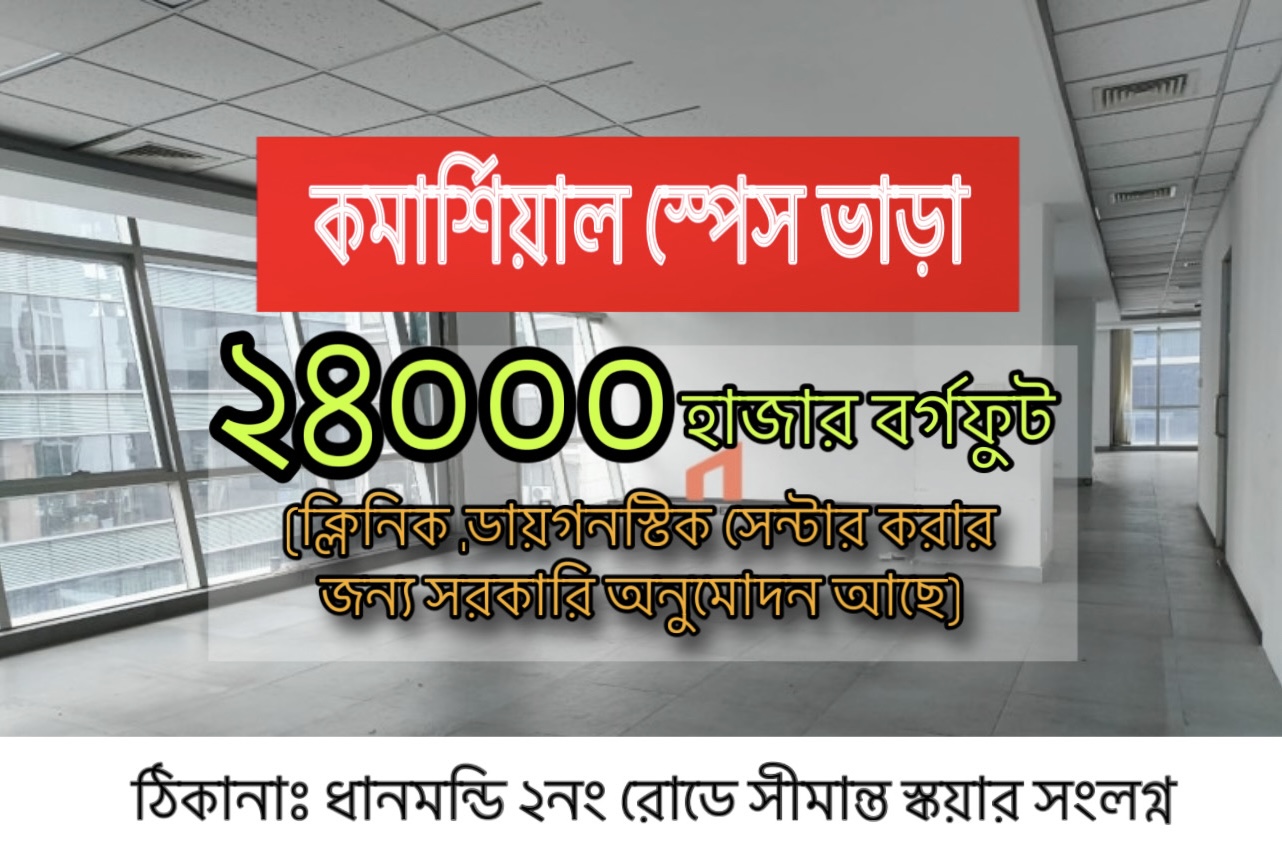 কমার্শিয়াল স্পেস ভাড়া
২৪০০০ হাজার বর্গফুট
(ক্লিনিক ,ডায়গনস্টিক সেন্টার করার
জন্য সরকারি অনুমোদন আছে)
ঠিকানাঃ ধানমন্ডি ২নং রোডে সীমান্ত স্কয়ার সংলগ্ন